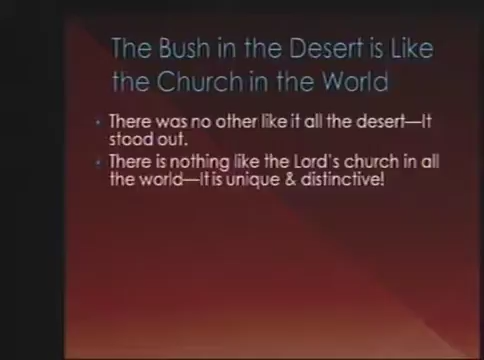 The Bush in the Desert is Like
the Church in the World
• There was no other like it all the desert—It
stood out.
• There is nothing like the Lord's church in all
the world—It is unique & distinctive!